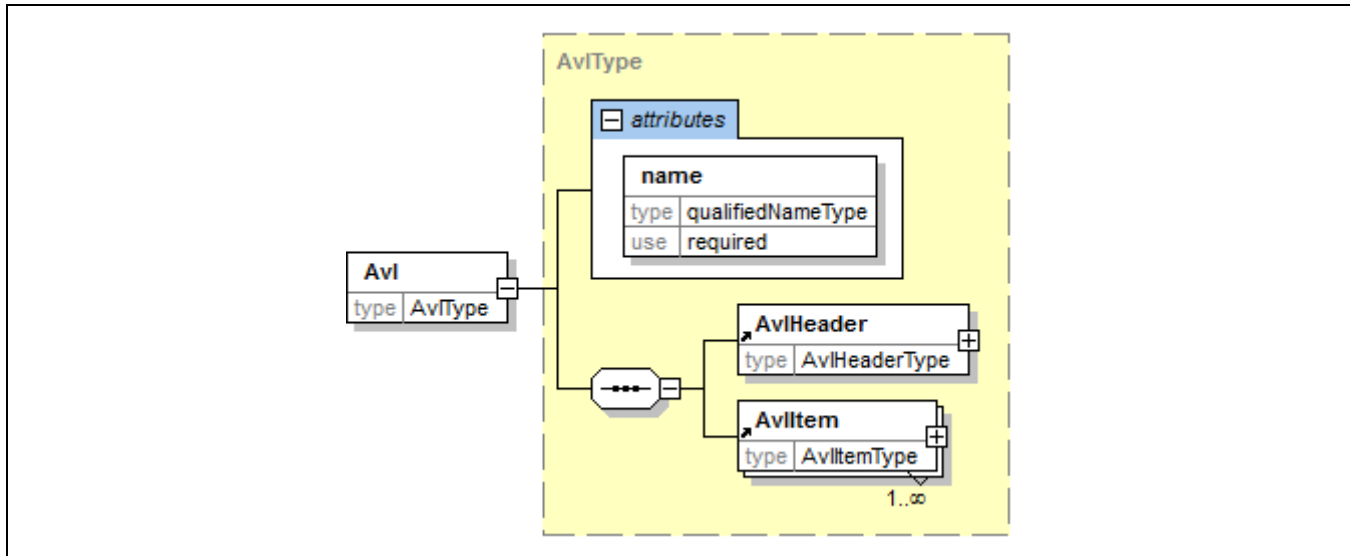 AvlType
attributes
name
type qualifiedNameType
use required
Avl
type AvlType
AvlHeader
type AvlHeaderType
AvlItem
type AvlItemType
1..∞